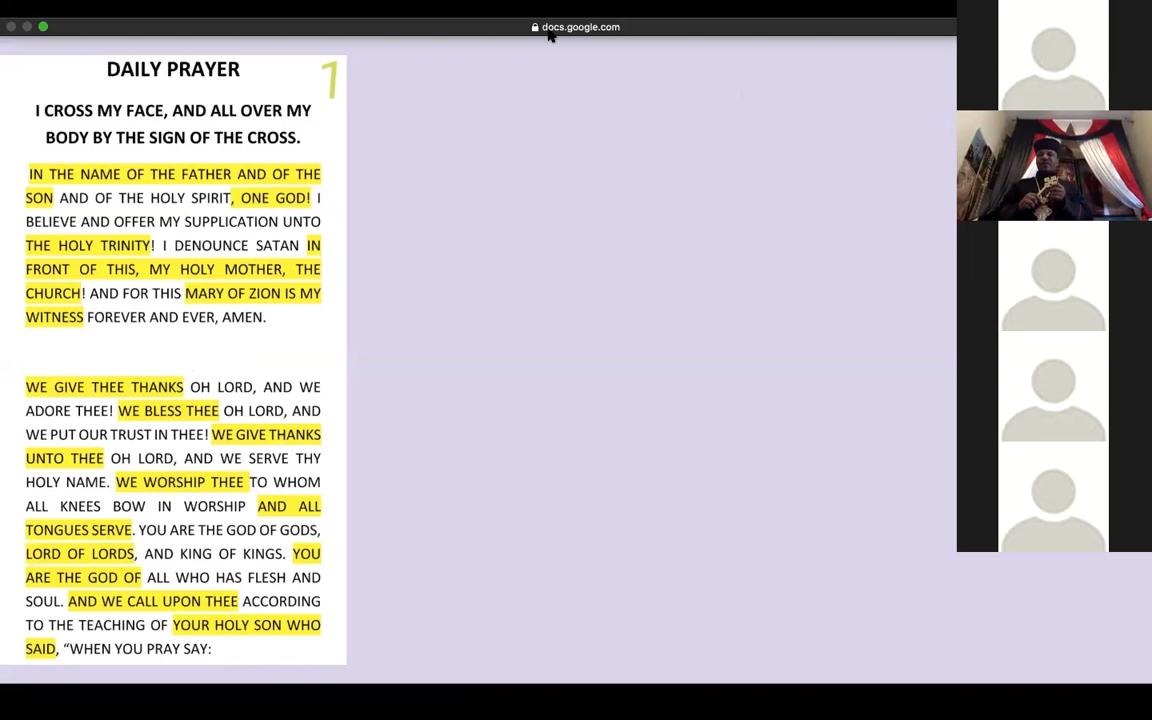 docs.google.com
DAILY PRAYER
1
I CROSS MY FACE, AND ALL OVER MY
BODY BY THE SIGN OF THE CROSS.
IN THE NAME OF THE FATHER AND OF THE
SON AND OF THE HOLY SPIRIT, ONE GOD! I
BELIEVE AND OFFER MY SUPPLICATION UNTO
THE HOLY TRINITY! I DENOUNCE SATAN IN
FRONT OF THIS, MY HOLY MOTHER, THE
CHURCH! AND FOR THIS MARY OF ZION IS MY
WITNESS FOREVER AND EVER, AMEN.
WE GIVE THEE THANKS OH LORD, AND WE
ADORE THEE! WE BLESS THEE OH LORD, AND
WE PUT OUR TRUST IN THEE! WE GIVE THANKS
UNTO THEE OH LORD, AND WE SERVE THY
HOLY NAME. WE WORSHIP THEE TO WHOM
ALL KNEES BOW IN WORSHIP AND ALL
TONGUES SERVE. YOU ARE THE GOD OF GODS,
LORD OF LORDS, AND KING OF KINGS. YOU
ARE THE GOD OF ALL WHO HAS FLESH AND
SOUL. AND WE CALL UPON THEE ACCORDING
TO THE TEACHING OF YOUR HOLY SON WHO
SAID, “WHEN YOU PRAY SAY: